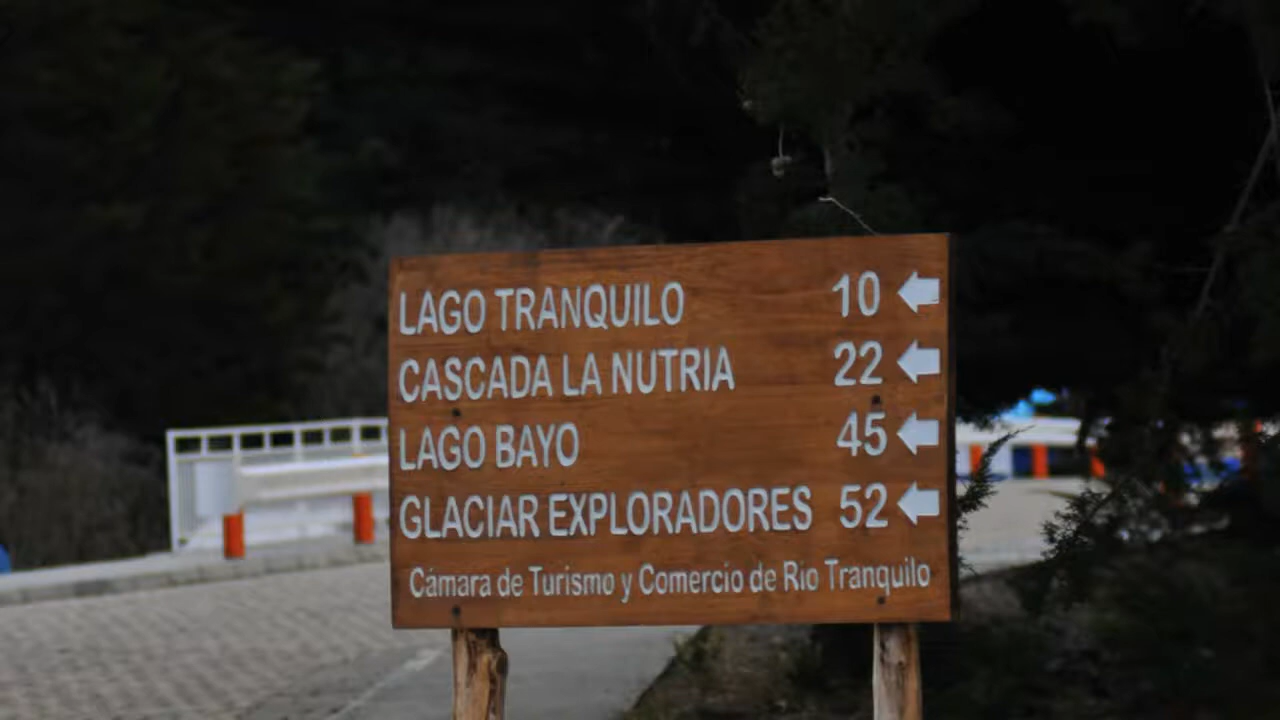 LAGO TRANQUILO 10
CASCADA LA NUTRIA 22
LAGO BAYO 45
GLACIAR EXPLORADORES 52
Cámara de Turismo y Comercio de Rio Tranquilo